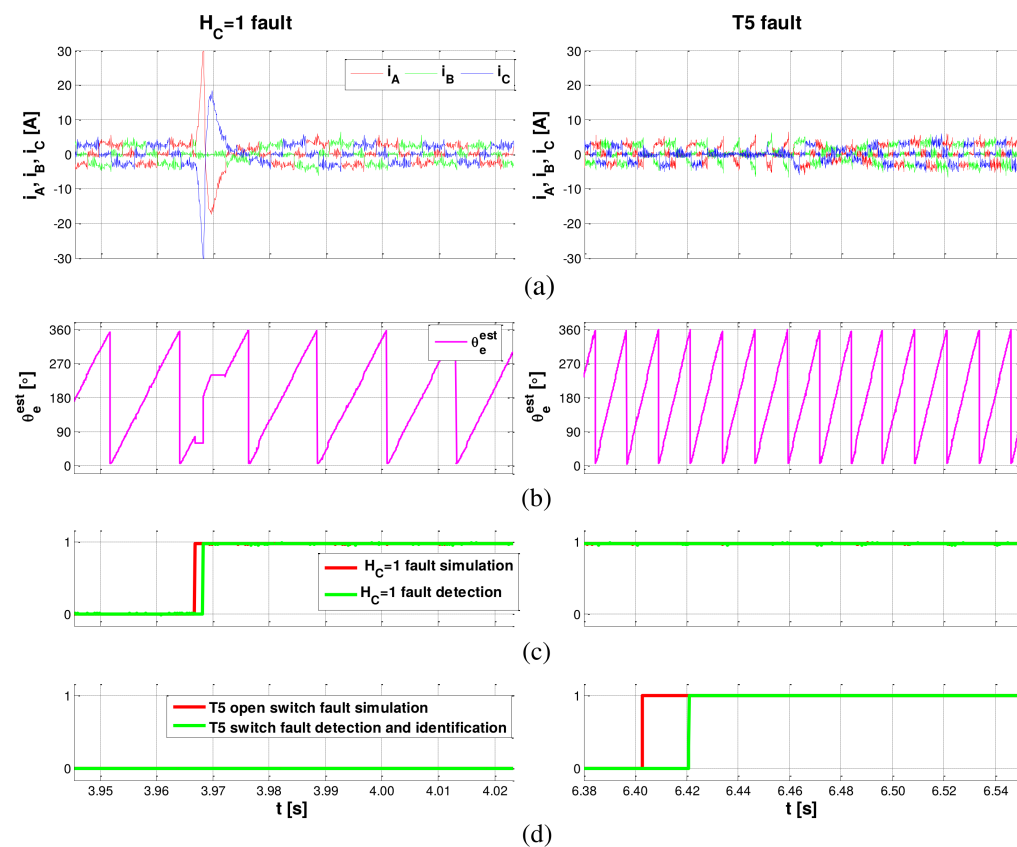 H_C=1 fault
T5 fault
i_A, i_B, i_C [A]
30
20
10
0
-10
-20
-30
i_A i_B i_C
i_A, i_B, i_C [A]
30
20
10
0
-10
-20
-30
(a)
θ_e^est [°]
360
270
180
90
0
θ_e^est
θ_e^est [°]
360
270
180
90
0
(b)
1
0
H_C=1 fault simulation
H_C=1 fault detection
1
0
(c)
1
0
T5 open switch fault simulation
T5 switch fault detection and identification
3.95 3.96 3.97 3.98 3.99 4.00 4.01 4.02
t [s]
1
0
6.38 6.40 6.42 6.44 6.46 6.48 6.50 6.52 6.54
t [s]
(d)